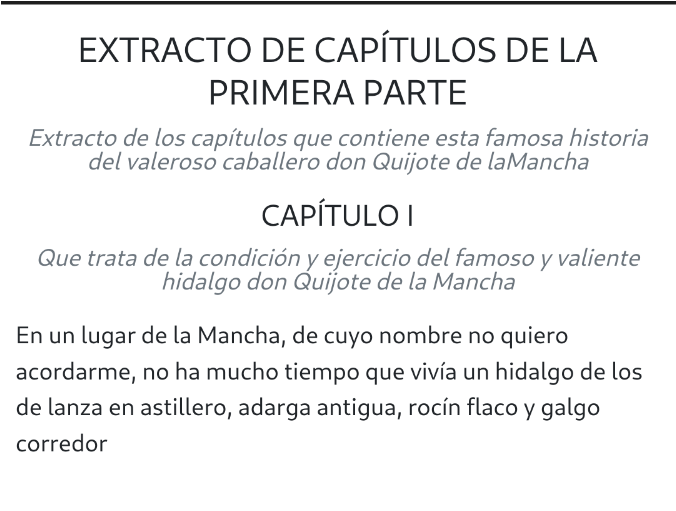 EXTRACTO DE CAPÍTULOS DE LA
PRIMERA PARTE
Extracto de los capítulos que contiene esta famosa historia
del valeroso caballero don Quijote de laMancha
CAPÍTULO I
Que trata de la condición y ejercicio del famoso y valiente
hidalgo don Quijote de la Mancha
En un lugar de la Mancha, de cuyo nombre no quiero
acordarme, no ha mucho tiempo que vivía un hidalgo de los
de lanza en astillero, adarga antigua, rocín flaco y galgo
corredor